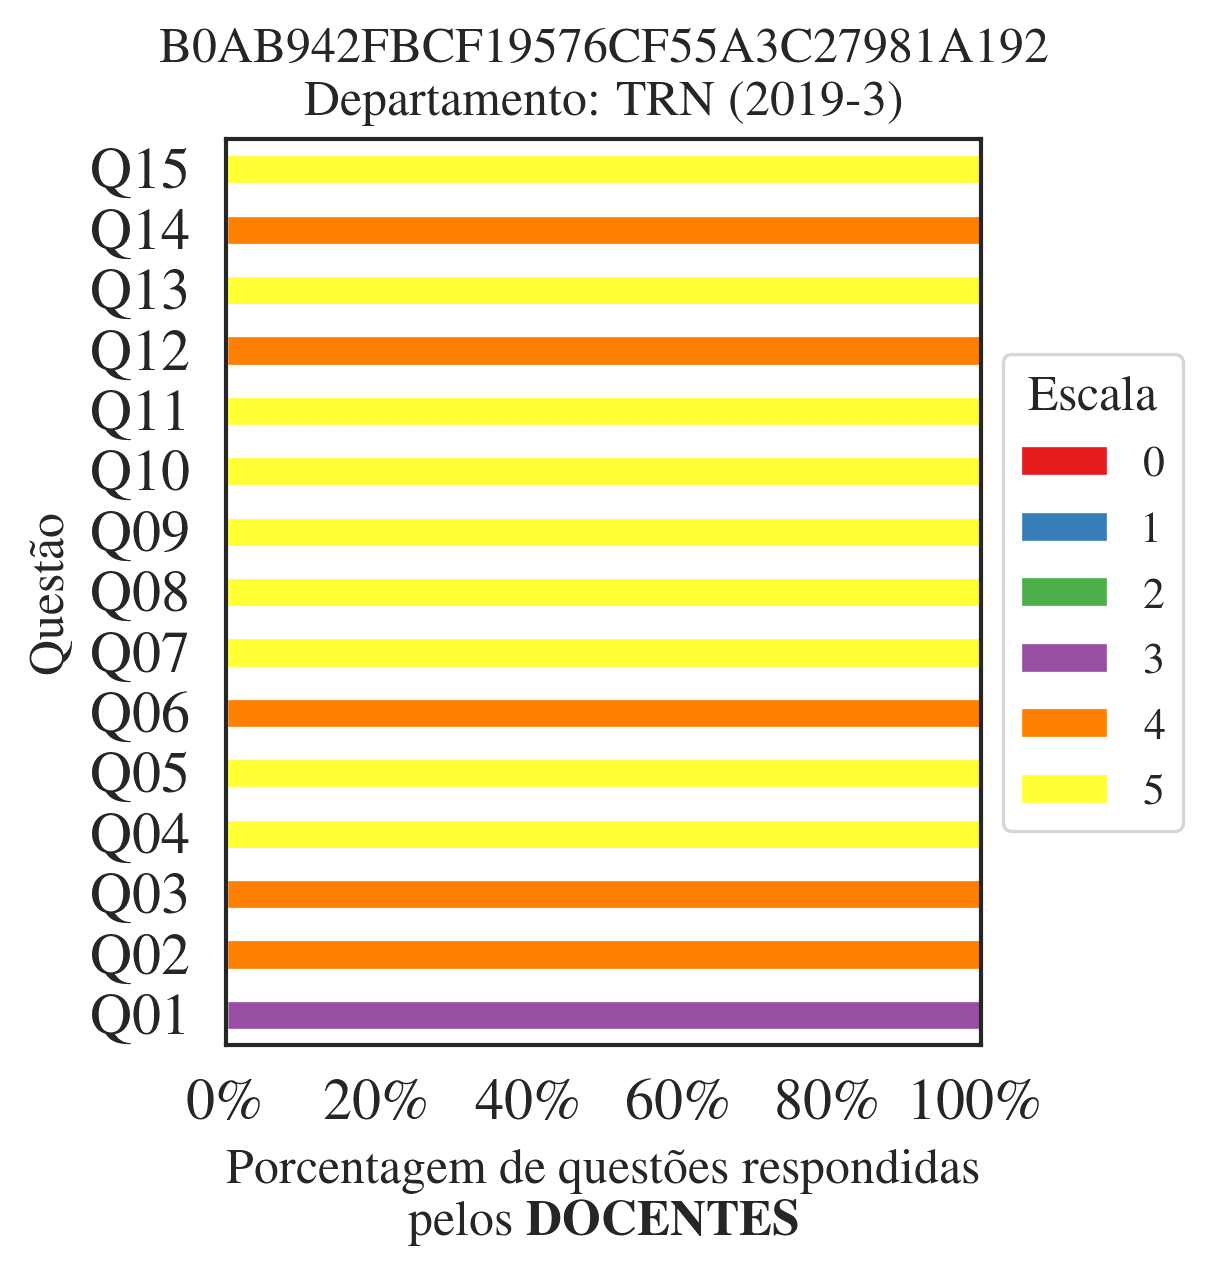 B0AB942FBCF19576CF55A3C27981A192
Departamento: TRN (2019-3)
Questão
Q15
Q14
Q13
Q12
Q11
Q10
Q09
Q08
Q07
Q06
Q05
Q04
Q03
Q02
Q01
0% 20% 40% 60% 80% 100%
Porcentagem de questões respondidas
pelos DOCENTES
Escala
0
1
2
3
4
5